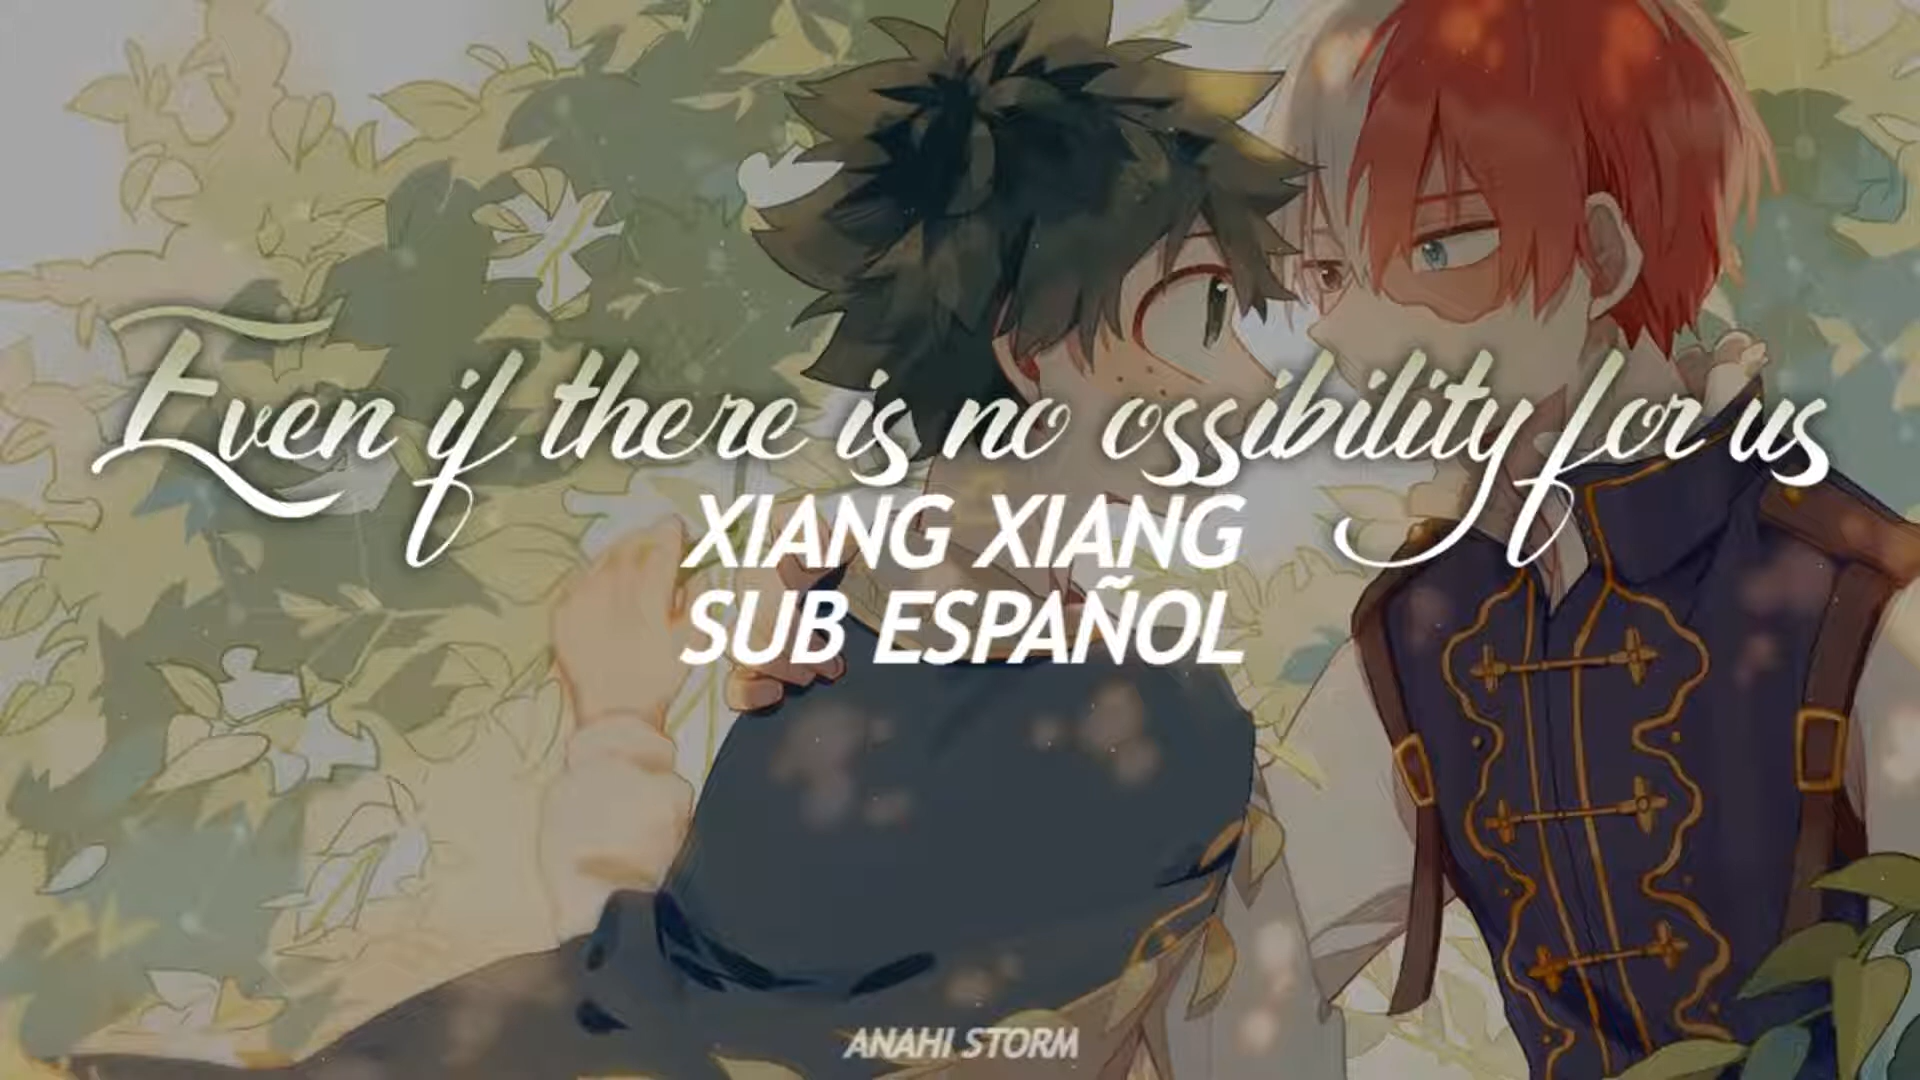 Even if there is no ossibility for us
XIANG XIANG
SUB ESPAÑOL
ANAHI STORM